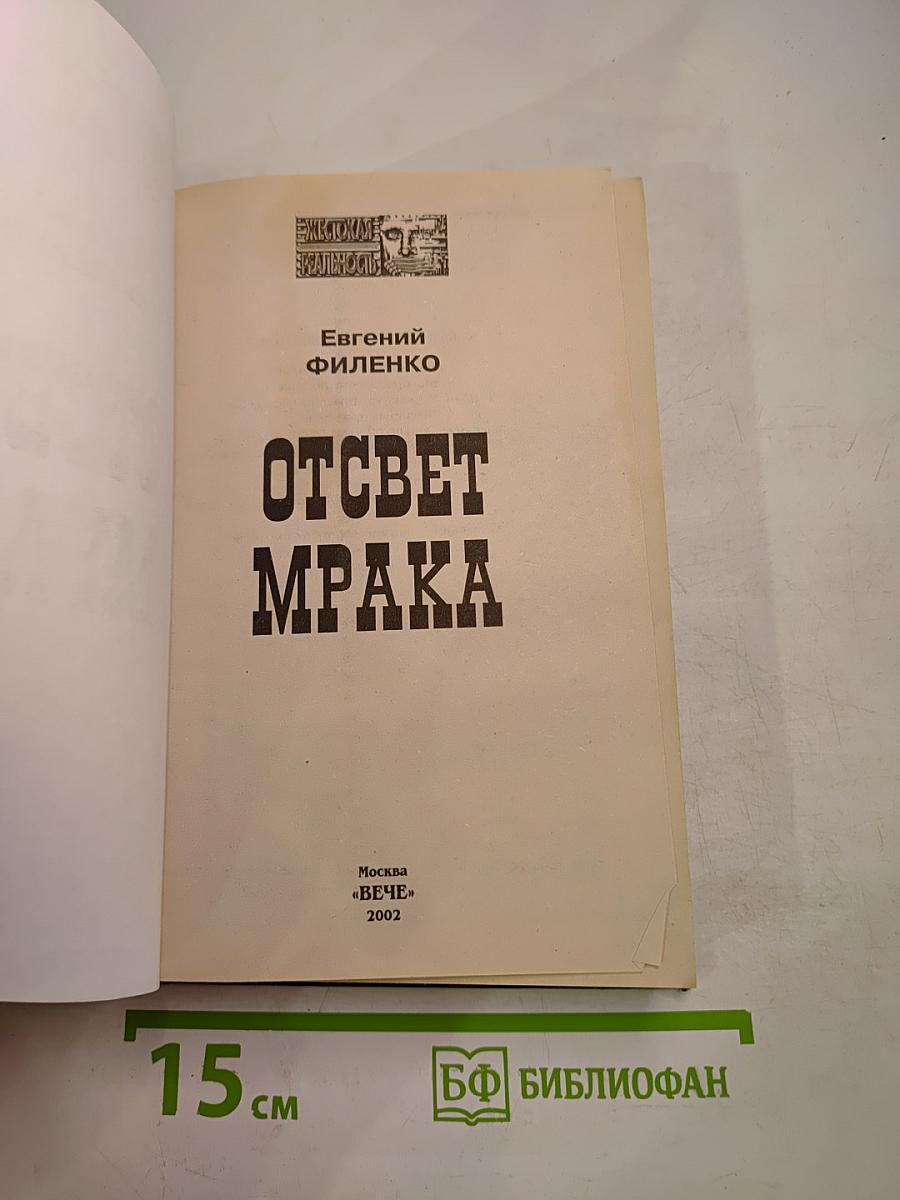 ЖЕСТОКАЯ
РЕАЛЬНОСТЬ
Евгений
ФИЛЕНКО
ОТСВЕТ
МРАКА
Москва
«ВЕЧЕ»
2002
15 см
БФ БИБЛИОФАН